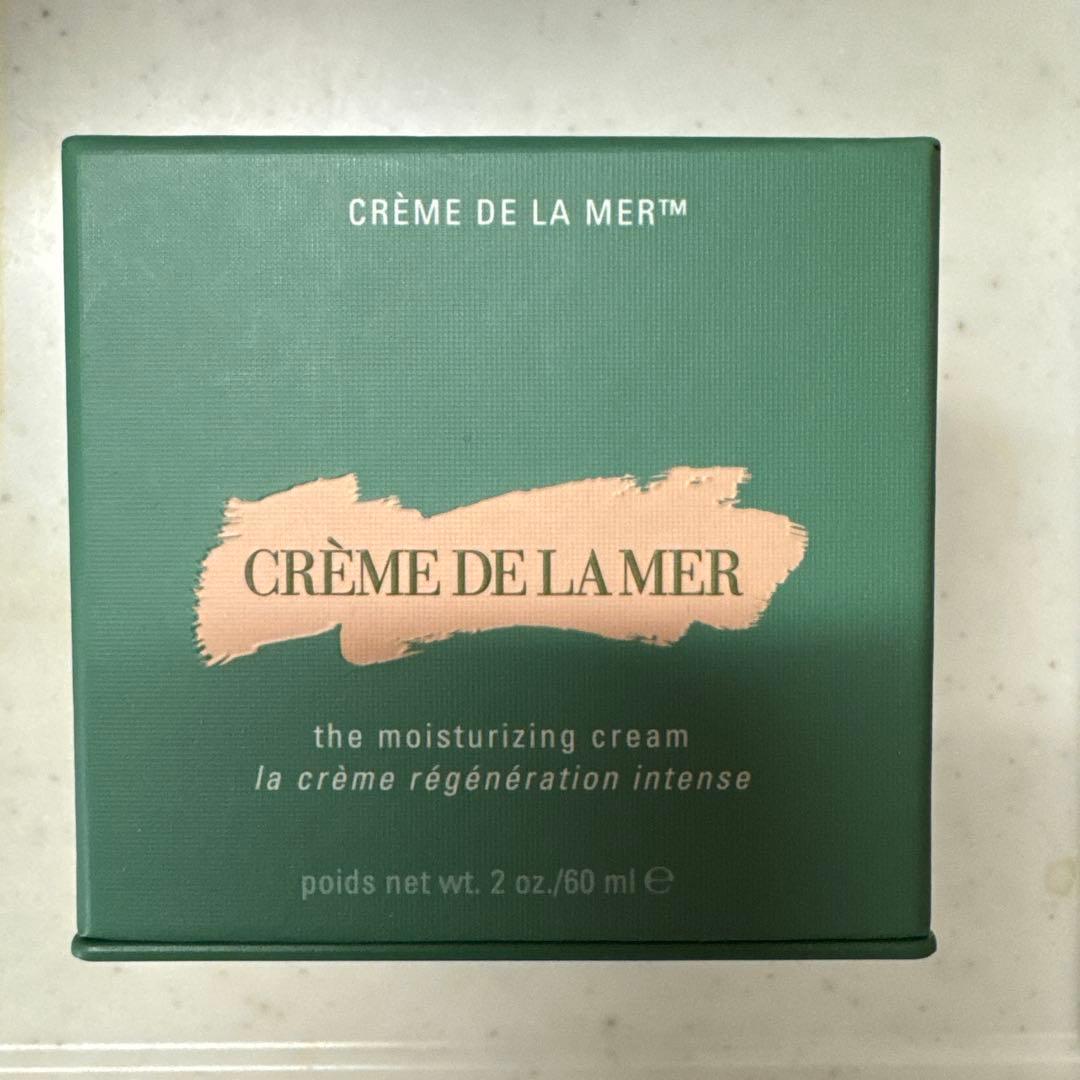 CRÈME DE LA MER™
CRÈME DE LA MER
the moisturizing cream
la crème régénération intense
poids net wt. 2 oz./60 ml ℮